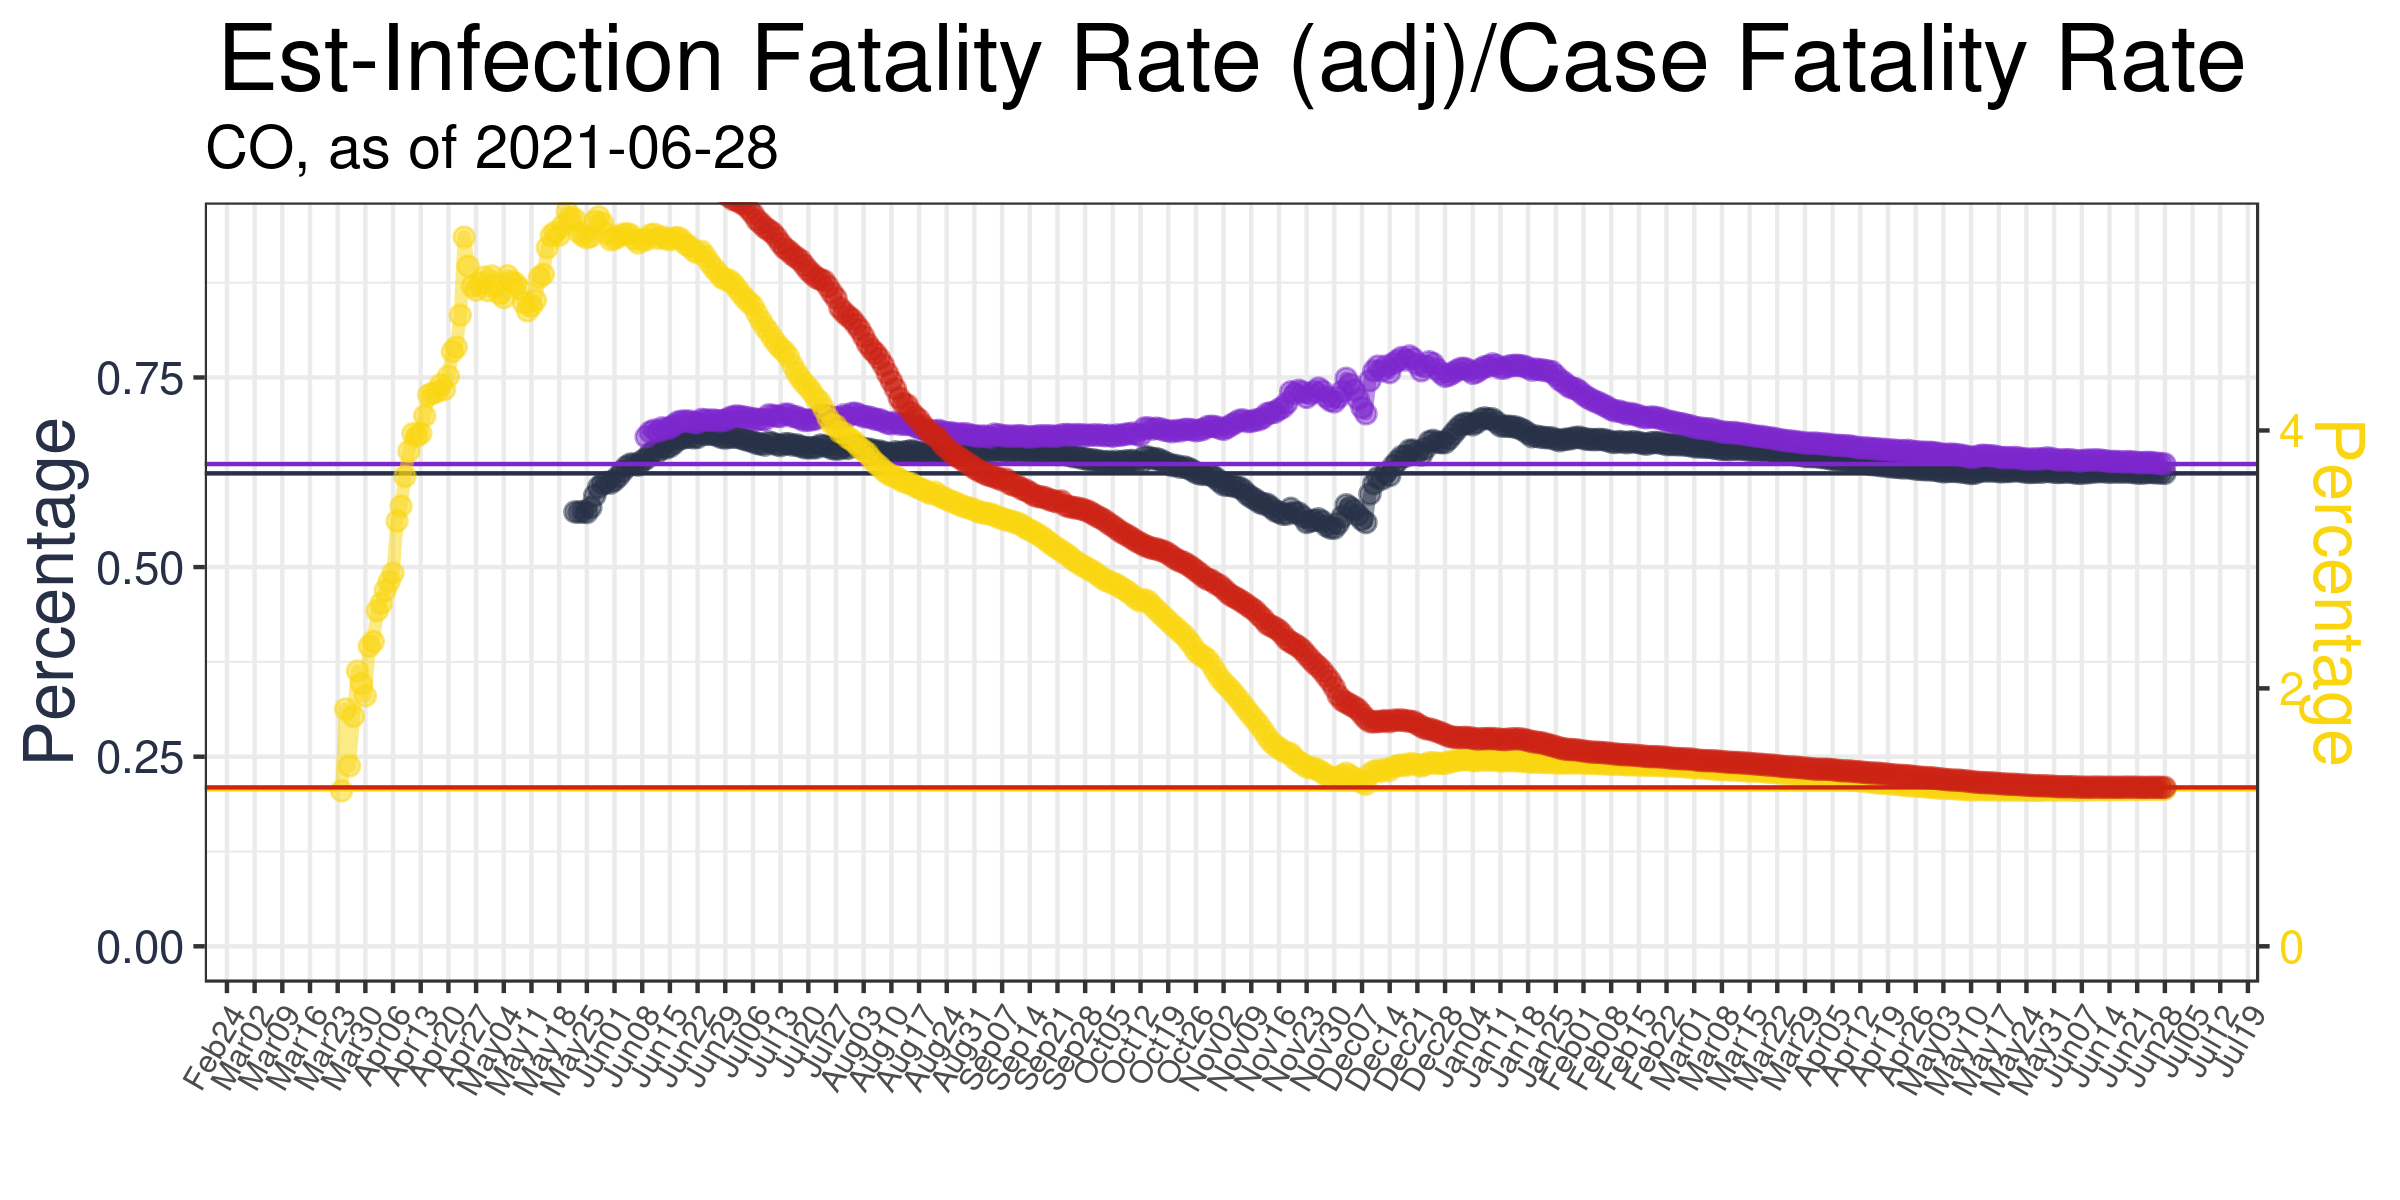 Est-Infection Fatality Rate (adj)/Case Fatality Rate
CO, as of 2021-06-28
Percentage
0.75
0.50
0.25
0.00
4
2
0
Percentage
Feb24
Mar02
Mar09
Mar16
Mar23
Mar30
Apr06
Apr13
Apr20
Apr27
May04
May11
May18
May25
Jun01
Jun08
Jun15
Jun22
Jun29
Jul06
Jul13
Jul20
Jul27
Aug03
Aug10
Aug17
Aug24
Aug31
Sep07
Sep14
Sep21
Sep28
Oct05
Oct12
Oct19
Oct26
Nov02
Nov09
Nov16
Nov23
Nov30
Dec07
Dec14
Dec21
Dec28
Jan04
Jan11
Jan18
Jan25
Feb01
Feb08
Feb15
Feb22
Mar01
Mar08
Mar15
Mar22
Mar29
Apr05
Apr12
Apr19
Apr26
May03
May10
May17
May24
May31
Jun07
Jun14
Jun21
Jun28
Jul05
Jul12
Jul19